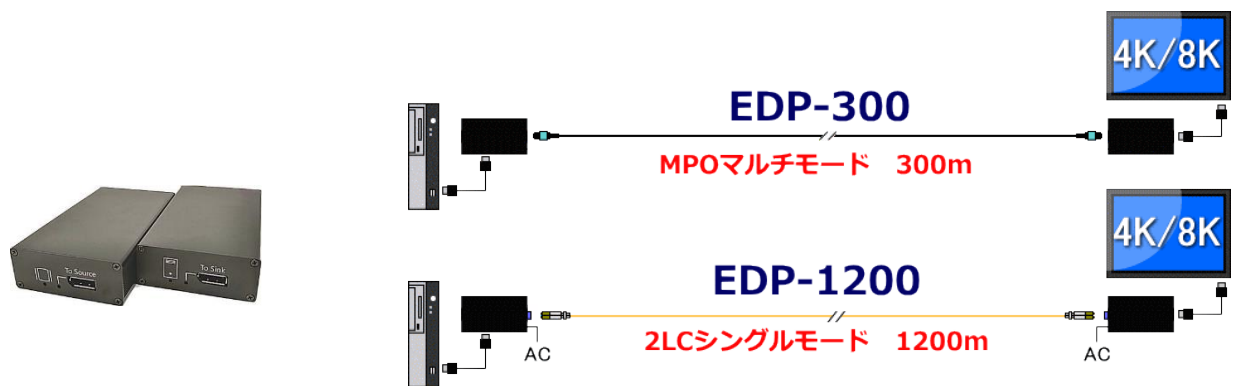 4K/8K
EDP-300
MPOマルチモード　300m
To Source
To Sink
4K/8K
EDP-1200
2LCシングルモード　1200m
AC
AC